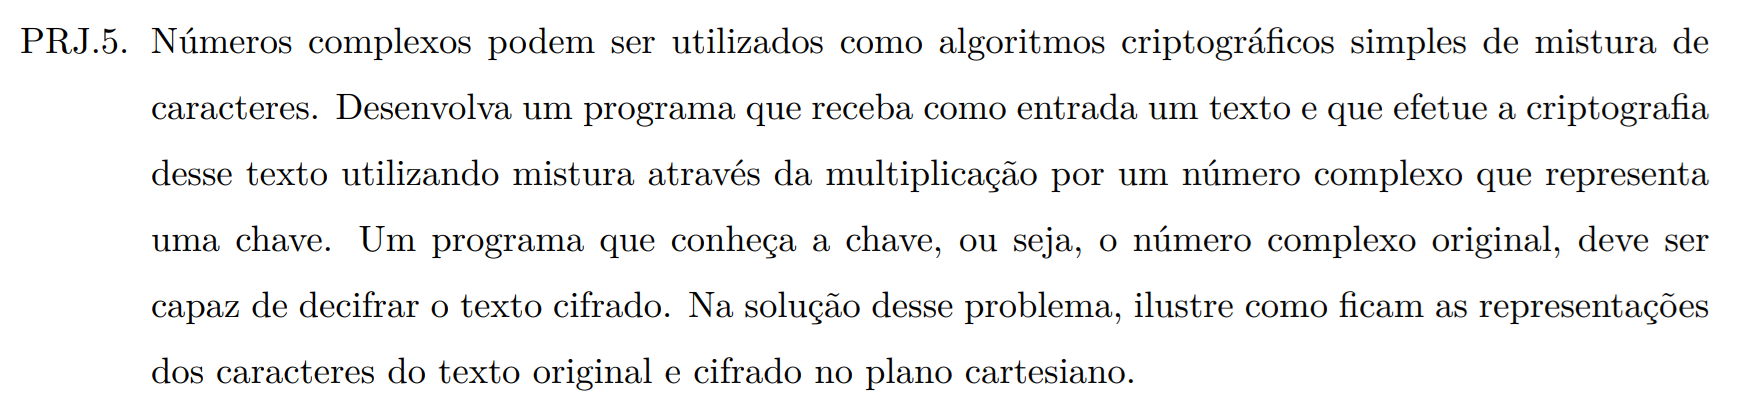 PRJ.5. Números complexos podem ser utilizados como algoritmos criptográficos simples de mistura de
caracteres. Desenvolva um programa que receba como entrada um texto e que efetue a criptografia
desse texto utilizando mistura através da multiplicação por um número complexo que representa
uma chave. Um programa que conheça a chave, ou seja, o número complexo original, deve ser
capaz de decifrar o texto cifrado. Na solução desse problema, ilustre como ficam as representações
dos caracteres do texto original e cifrado no plano cartesiano.